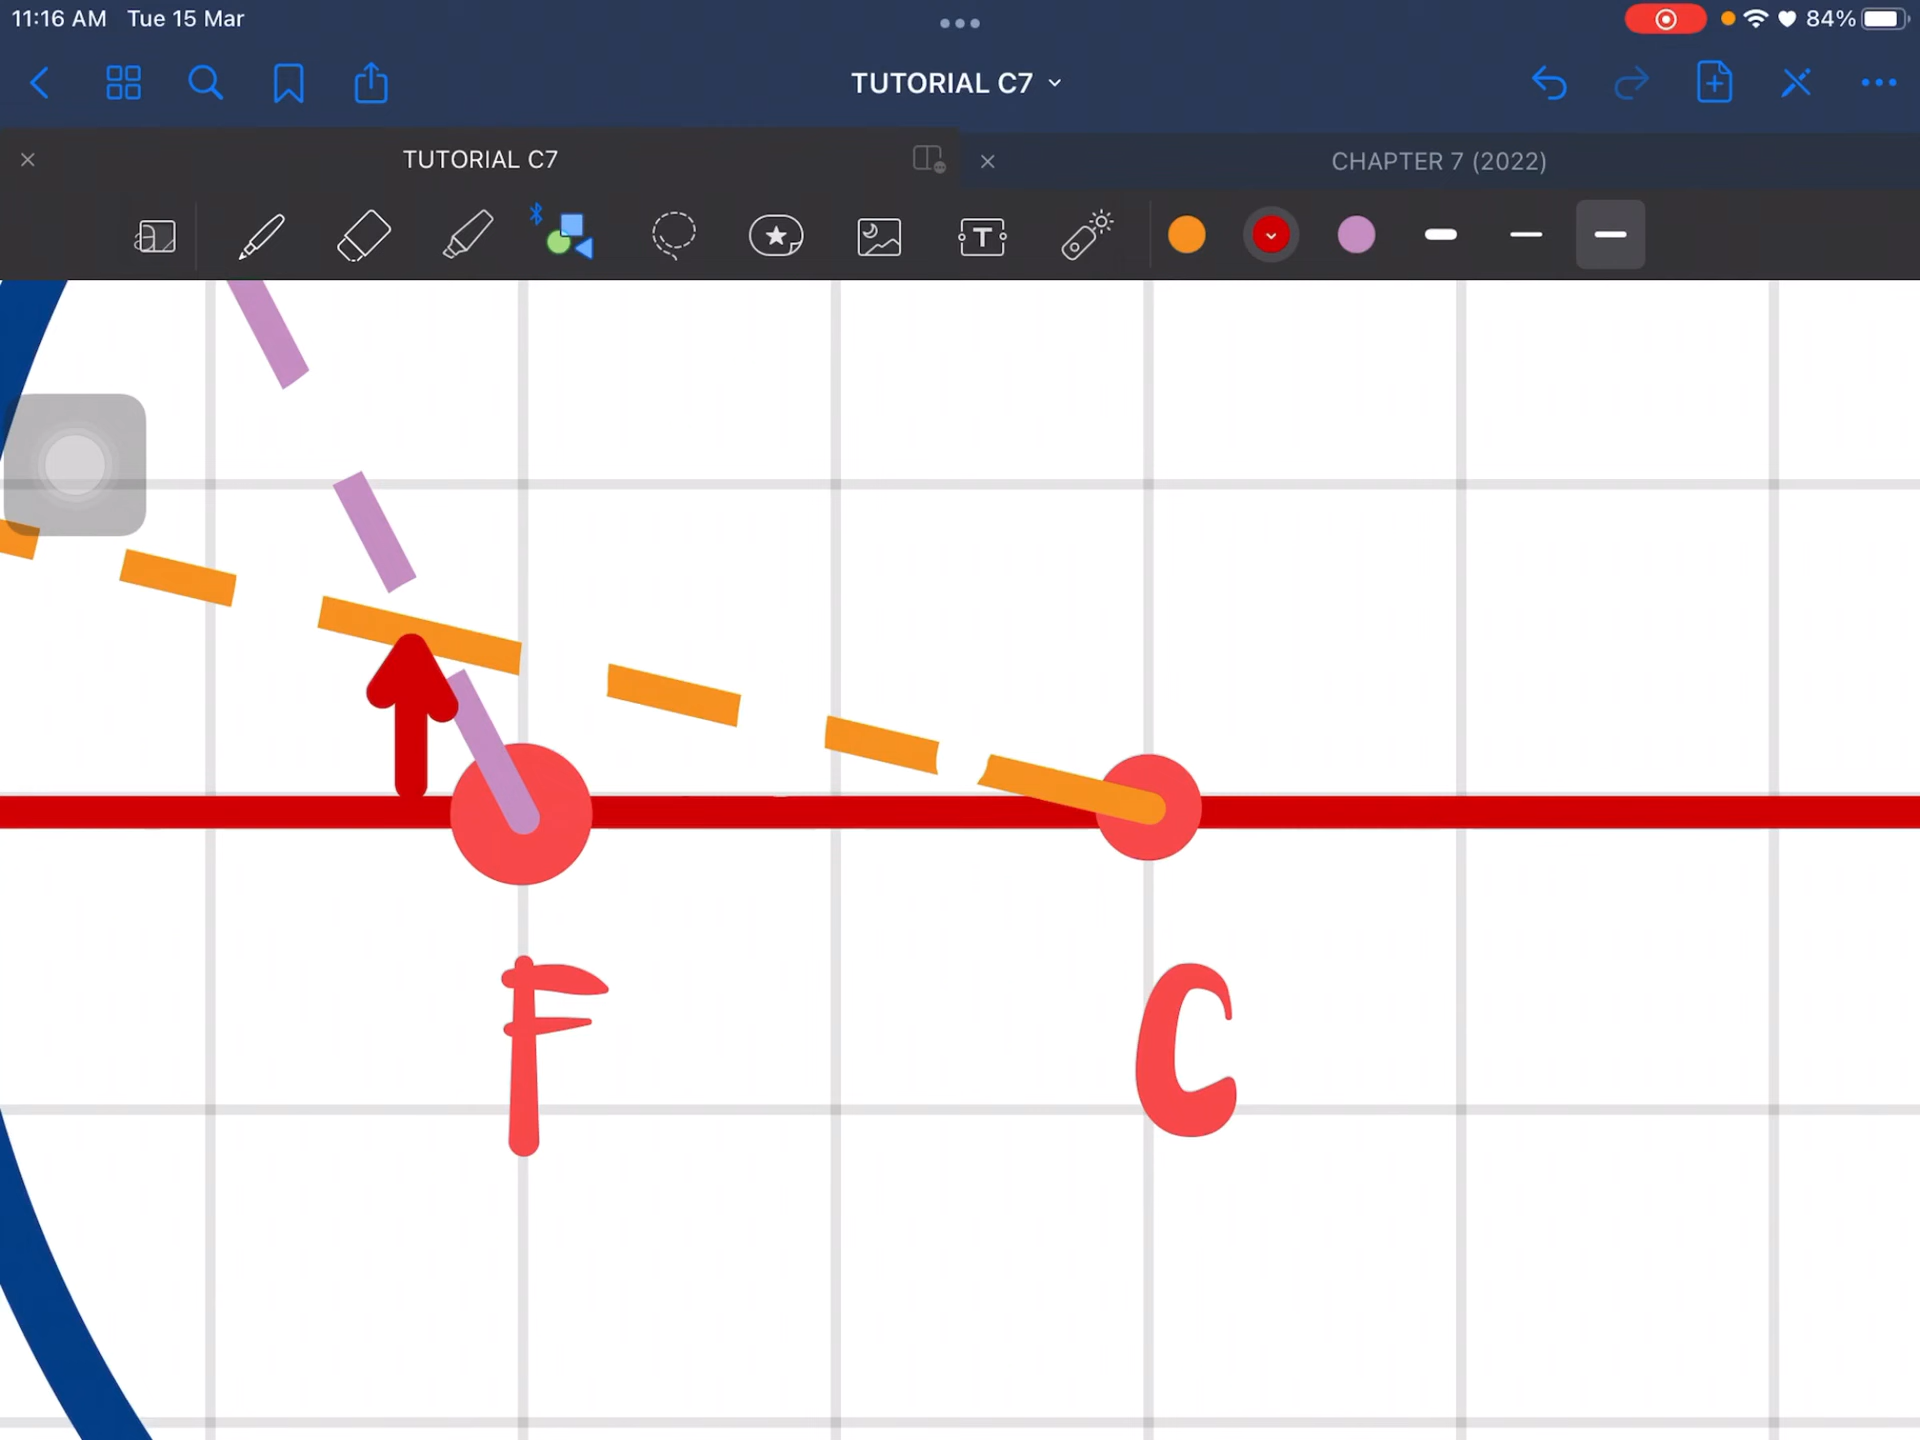 11:16 AM Tue 15 Mar
84%
TUTORIAL C7
TUTORIAL C7
CHAPTER 7 (2022)
F
C